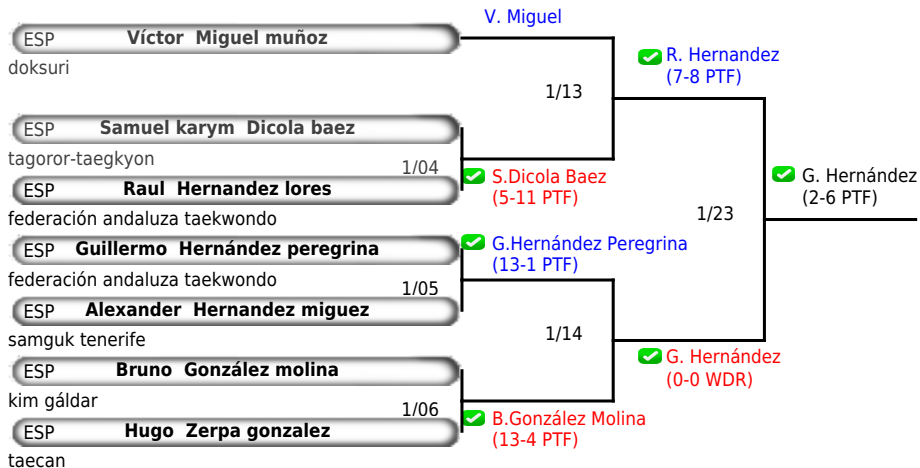 V. Miguel
ESP Víctor Miguel muñoz
doksuri
R. Hernandez
(7-8 PTF)
1/13
ESP Samuel karym Dicola baez
tagoror-taegkyon
1/04
S.Dicola Baez
(5-11 PTF)
G. Hernández
(2-6 PTF)
ESP Raul Hernandez lores
federación andaluza taekwondo
1/23
ESP Guillermo Hernández peregrina
G.Hernández Peregrina
(13-1 PTF)
federación andaluza taekwondo
1/05
ESP Alexander Hernandez miguez
samguk tenerife
1/14
G. Hernández
(0-0 WDR)
ESP Bruno González molina
kim gáldar
1/06
B.González Molina
(13-4 PTF)
ESP Hugo Zerpa gonzalez
taecan